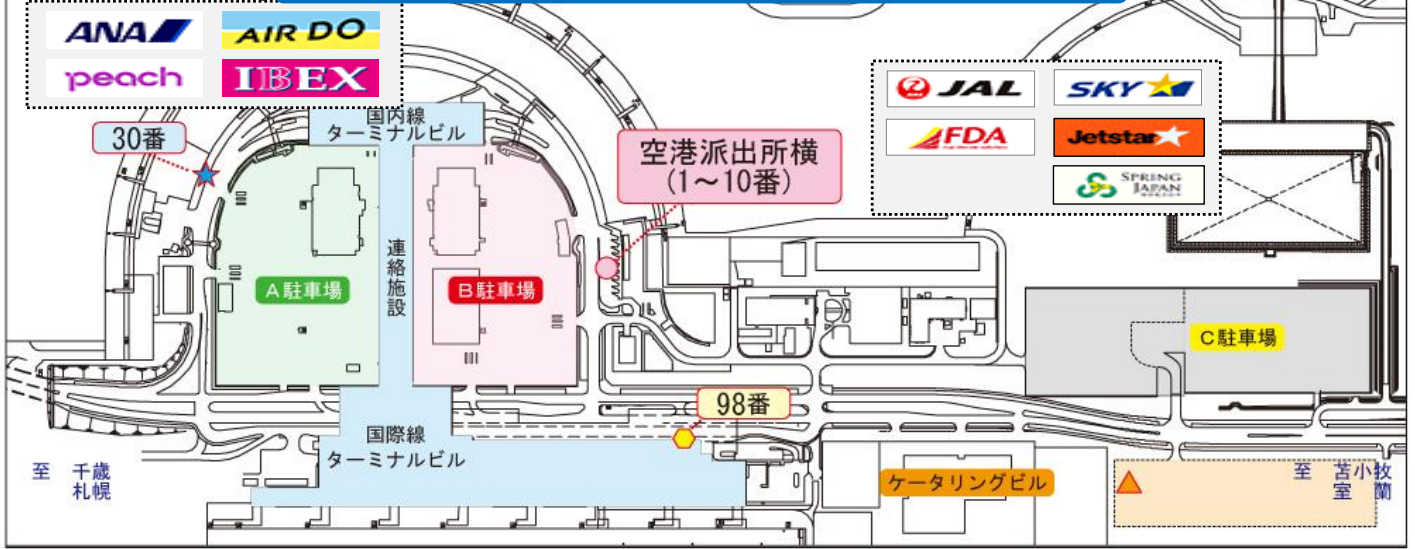 ANA
AIR DO
peach
IBEX
国内線
ターミナルビル
30番
空港派出所横
(1～10番)
JAL
SKY
FDA
Jetstar
SPRING
JAPAN
連絡施設
A駐車場
B駐車場
C駐車場
98番
国際線
ターミナルビル
至 千歳
札幌
ケータリングビル
至 苫小牧
室蘭